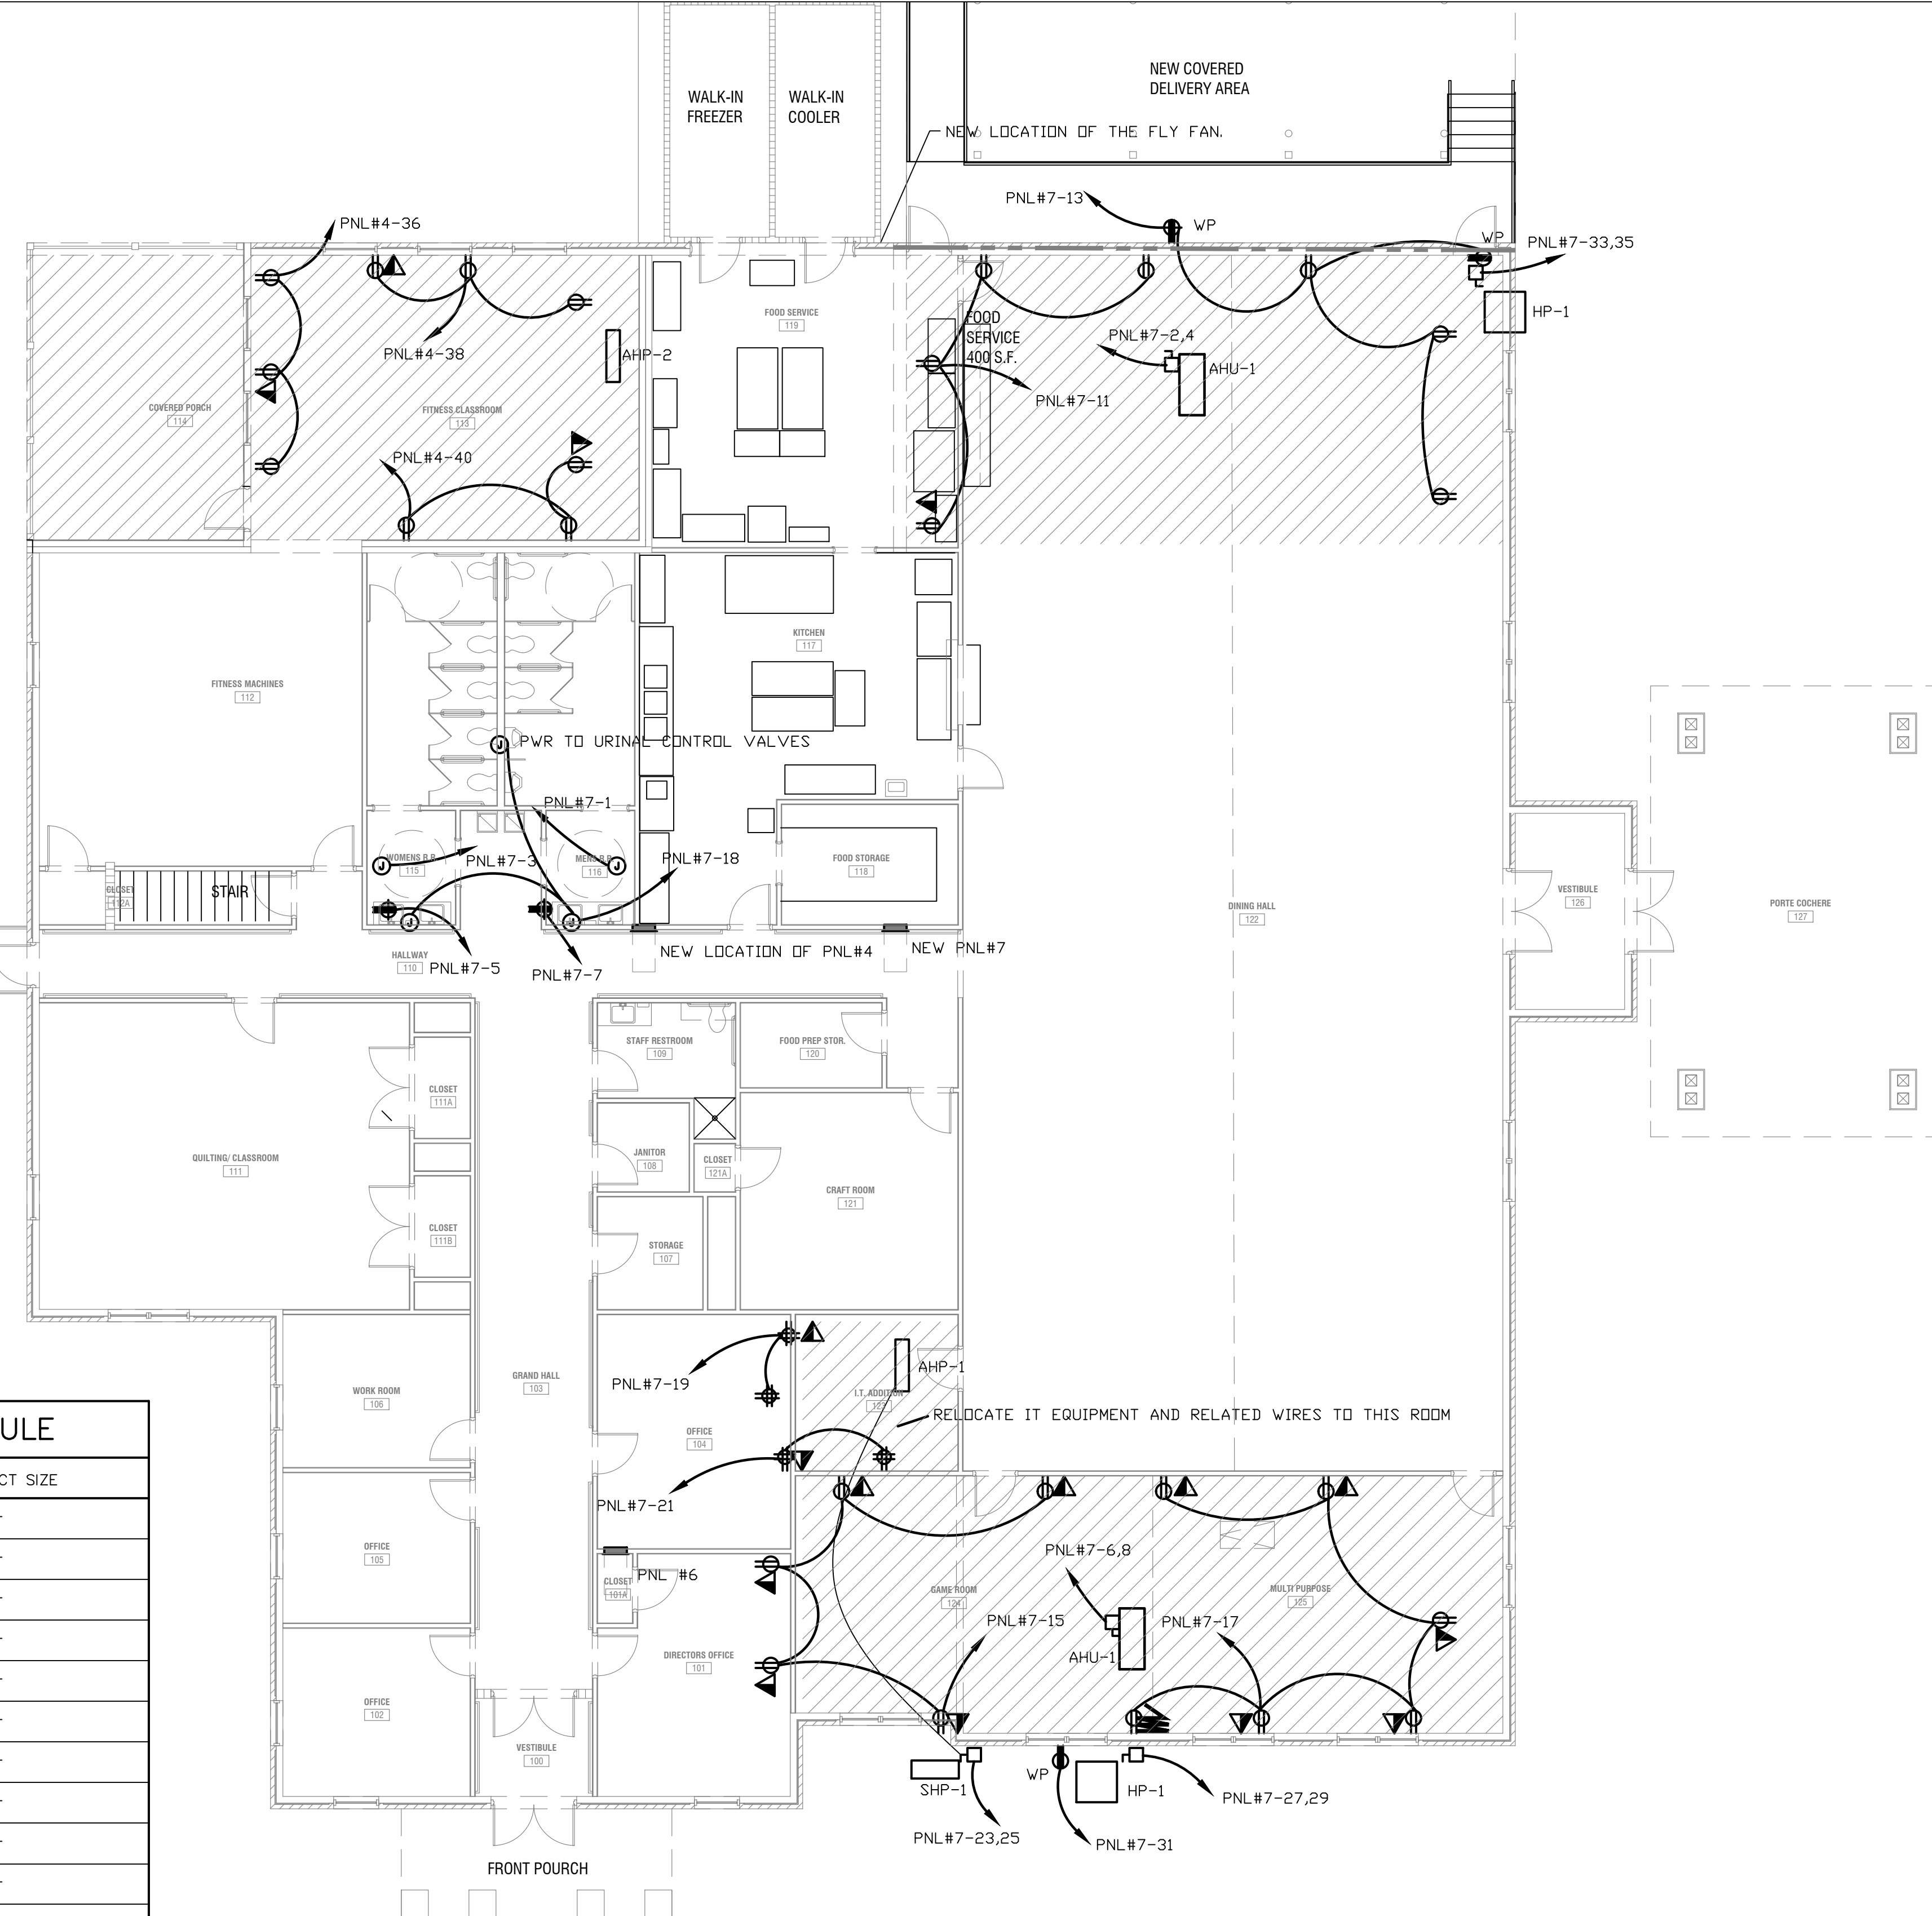 NEW COVERED
DELIVERY AREA
WALK-IN
FREEZER
WALK-IN
COOLER
NEW LOCATION OF THE FLY FAN.
PNL#7-13
WP
PNL#4-36
WP
PNL#7-33,35
HP-1
FOOD SERVICE
119
FOOD
SERVICE
400 S.F.
PNL#7-2,4
AHU-1
PNL#4-38
AHP-2
PNL#7-11
COVERED PORCH
114
FITNESS CLASSROOM
113
PNL#4-40
KITCHEN
117
FITNESS MACHINES
112
J
PWR TO URINAL CONTROL VALVES
PNL#7-1
WOMENS R.R.
115
J
PNL#7-3
MENS R.R.
116
J
PNL#7-18
FOOD STORAGE
118
CLOSET
112A
STAIR
VESTIBULE
126
PORTE COCHERE
127
DINING HALL
122
J
J
HALLWAY
110
PNL#7-5
PNL#7-7
NEW LOCATION OF PNL#4
NEW PNL#7
STAFF RESTROOM
109
FOOD PREP STOR.
120
CLOSET
111A
JANITOR
108
CLOSET
121A
QUILTING/ CLASSROOM
111
CRAFT ROOM
121
CLOSET
111B
STORAGE
107
GRAND HALL
103
PNL#7-19
AHP-1
WORK ROOM
106
I.T. ADDITION
123
OFFICE
104
RELOCATE IT EQUIPMENT AND RELATED WIRES TO THIS ROOM
ULE
CT SIZE
PNL#7-21
OFFICE
105
PNL #6
CLOSET
101A
PNL#7-6,8
GAME ROOM
124
MULTI PURPOSE
125
PNL#7-15
PNL#7-17
AHU-1
DIRECTORS OFFICE
101
OFFICE
102
VESTIBULE
100
SHP-1
WP
HP-1
PNL#7-27,29
PNL#7-23,25
PNL#7-31
FRONT POURCH